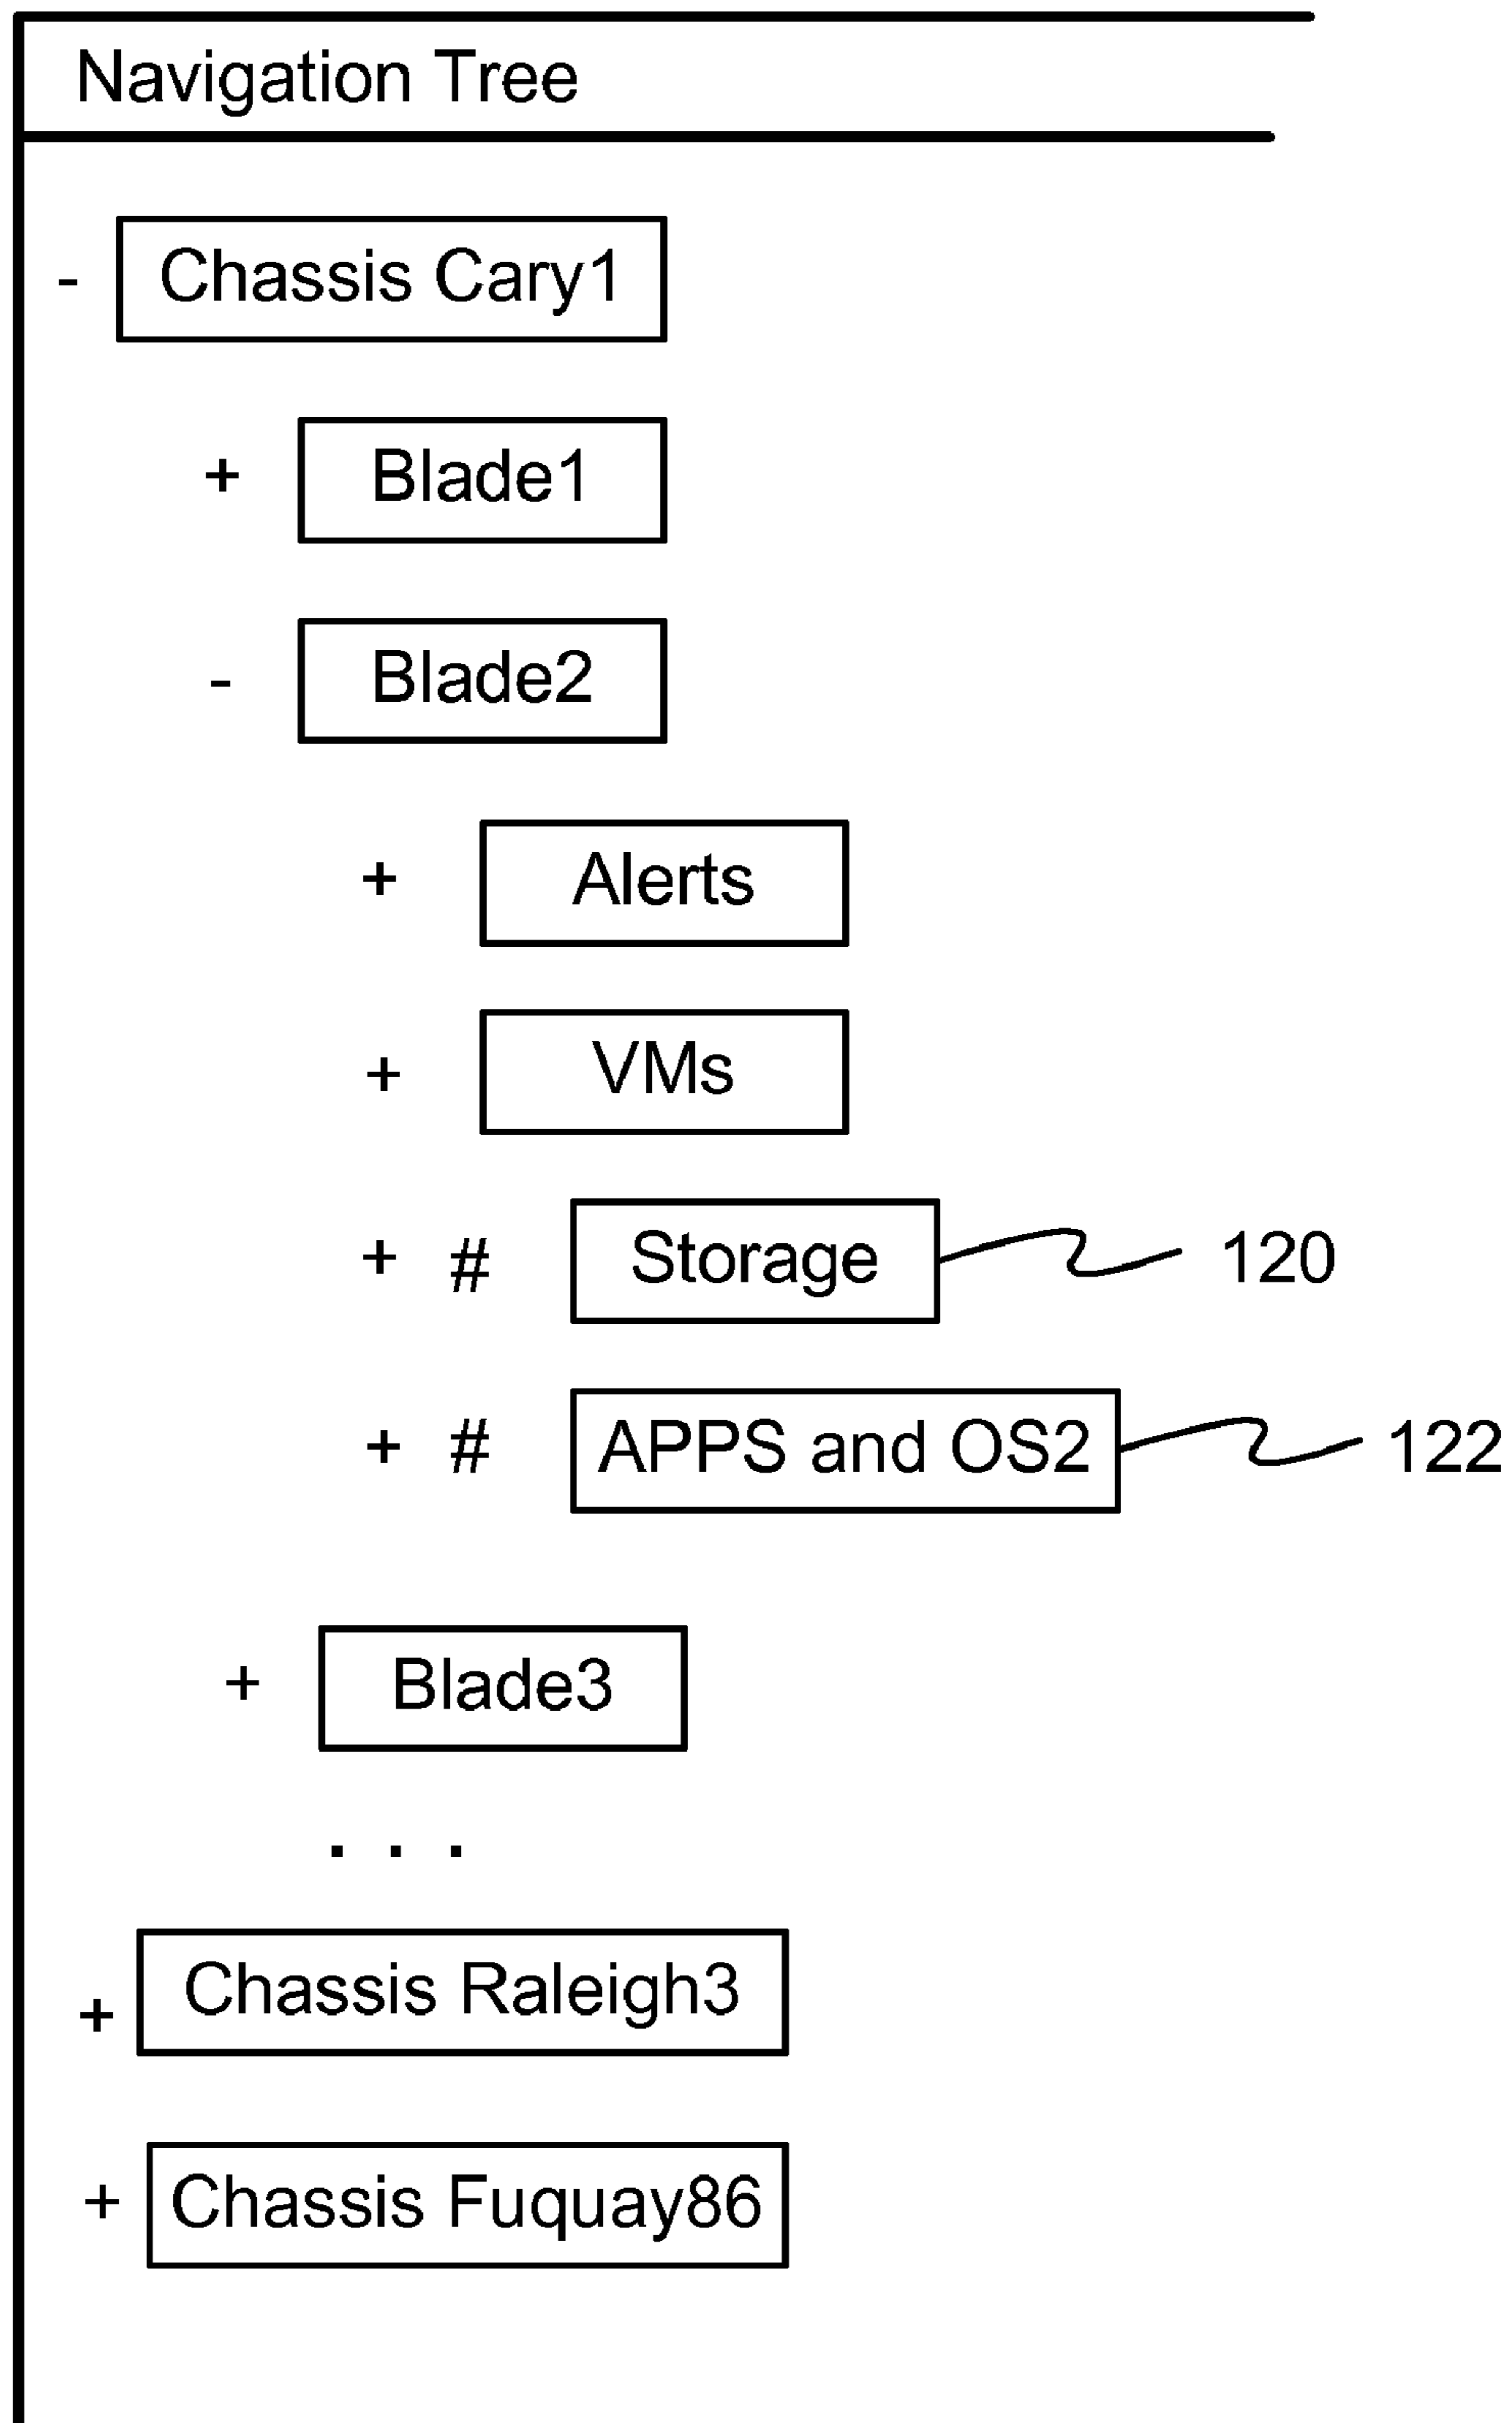 Navigation Tree
- Chassis Cary1
+ Blade1
- Blade2
+ Alerts
+ VMs
+ # Storage 120
+ # APPS and OS2 122
+ Blade3
. . .
+ Chassis Raleigh3
+ Chassis Fuquay86